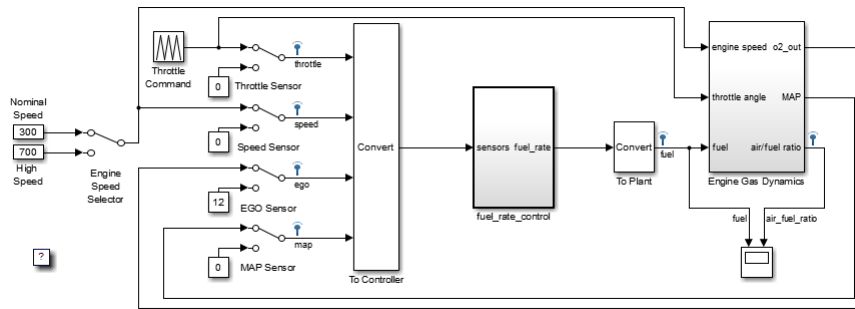 Throttle
Command
0
Throttle Sensor
throttle
Nominal
Speed
300
700
High
Speed
Engine
Speed
Selector
0
Speed Sensor
speed
12
EGO Sensor
ego
0
MAP Sensor
map
?
Convert
To Controller
sensors fuel_rate
fuel_rate_control
Convert
To Plant
fuel
engine speed o2_out
throttle angle MAP
fuel air/fuel ratio
Engine Gas Dynamics
fuel air_fuel_ratio